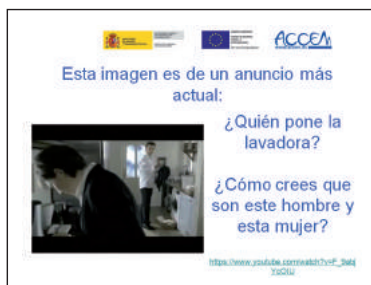 ACCEM
Esta imagen es de un anuncio más
actual:
¿Quién pone la
lavadora?
¿Cómo crees que
son este hombre y
esta mujer?